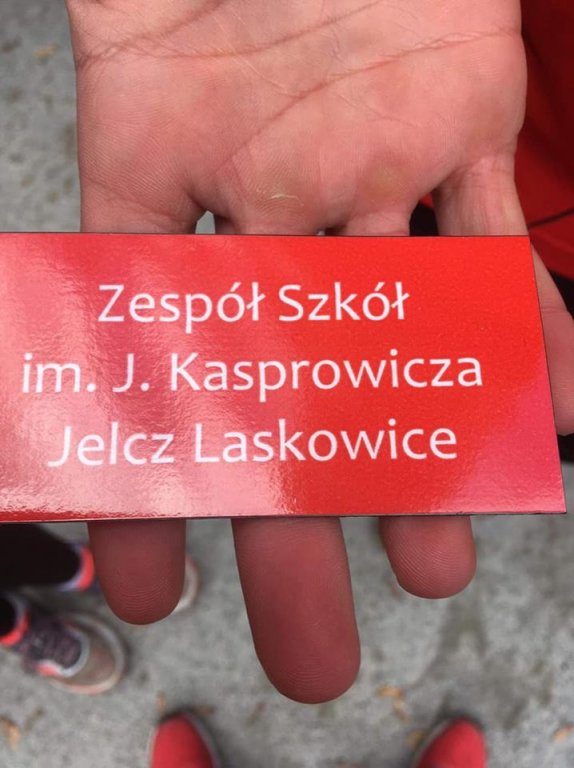 Zespół Szkół
im. J. Kasprowicza
Jelcz Laskowice